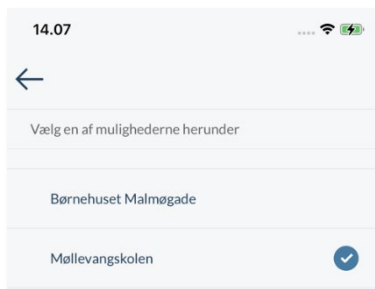 14.07
Vælg en af mulighederne herunder
Børnehuset Malmøgade
Møllevangskolen